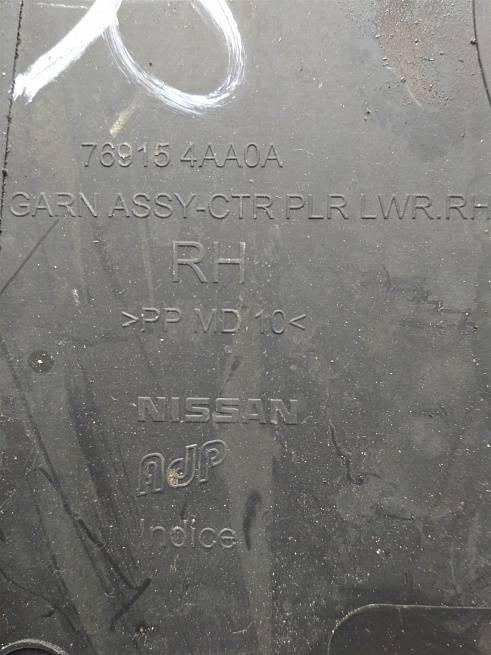 76915 4AA0A
GARN ASSY-CTR PLR LWR.RH
RH
>PP MD 10<
NISSAN
AdP
Indice